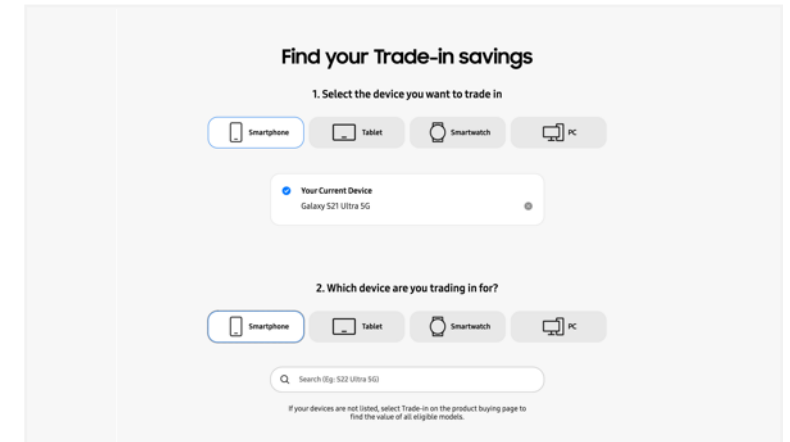 Find your Trade-in savings
1. Select the device you want to trade in
Smartphone
Tablet
Smartwatch
PC
Your Current Device
Galaxy S21 Ultra 5G
2. Which device are you trading in for?
Smartphone
Tablet
Smartwatch
PC
Search (Eg: S22 Ultra 5G)
If your devices are not listed, select Trade-in on the product buying page to
find the value of all eligible models.